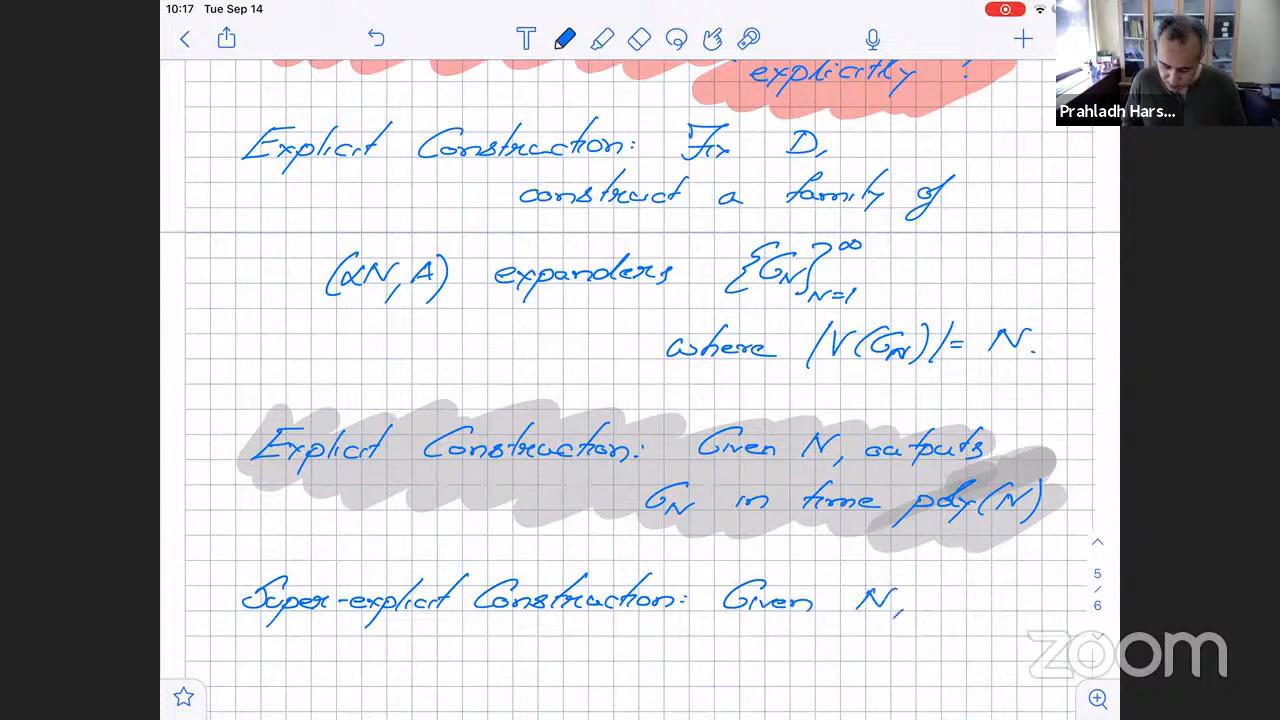 10:17 Tue Sep 14
T
Prahladh Hars...
explicitly ?
Explicit Construction: Fix D,
construct a family of
(αN, A) expanders {G_N}_{N=1}^∞
where |V(G_N)| = N.
Explicit Construction: Given N, outputs
G_N in time poly(N)
Super-explicit Construction: Given N,
5
/
6
zoom